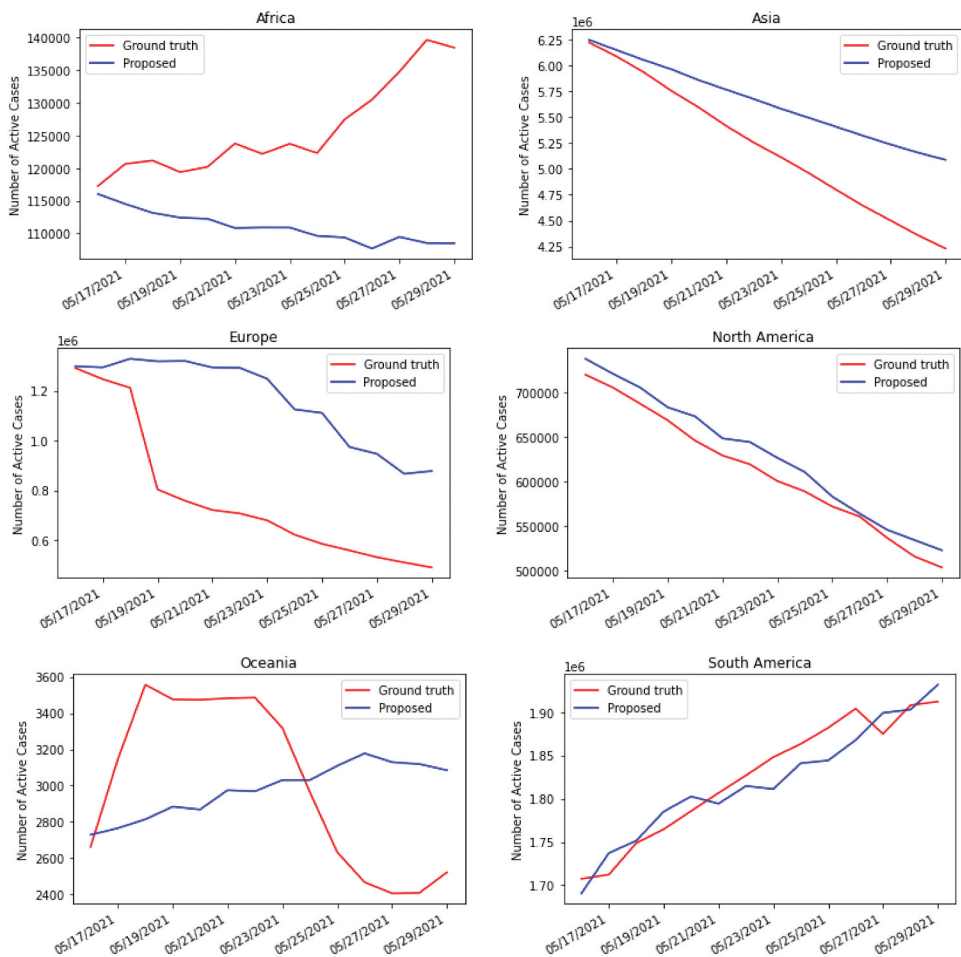 Africa
Number of Active Cases
140000
135000
130000
125000
120000
115000
110000
Ground truth
Proposed
05/17/2021
05/19/2021
05/21/2021
05/23/2021
05/25/2021
05/27/2021
05/29/2021
Asia
1e6
Number of Active Cases
6.25
6.00
5.75
5.50
5.25
5.00
4.75
4.50
4.25
Ground truth
Proposed
05/17/2021
05/19/2021
05/21/2021
05/23/2021
05/25/2021
05/27/2021
05/29/2021
Europe
1e6
Number of Active Cases
1.2
1.0
0.8
0.6
Ground truth
Proposed
05/17/2021
05/19/2021
05/21/2021
05/23/2021
05/25/2021
05/27/2021
05/29/2021
North America
Number of Active Cases
700000
650000
600000
550000
500000
Ground truth
Proposed
05/17/2021
05/19/2021
05/21/2021
05/23/2021
05/25/2021
05/27/2021
05/29/2021
Oceania
Number of Active Cases
3600
3400
3200
3000
2800
2600
2400
Ground truth
Proposed
05/17/2021
05/19/2021
05/21/2021
05/23/2021
05/25/2021
05/27/2021
05/29/2021
South America
1e6
Number of Active Cases
1.90
1.85
1.80
1.75
1.70
Ground truth
Proposed
05/17/2021
05/19/2021
05/21/2021
05/23/2021
05/25/2021
05/27/2021
05/29/2021